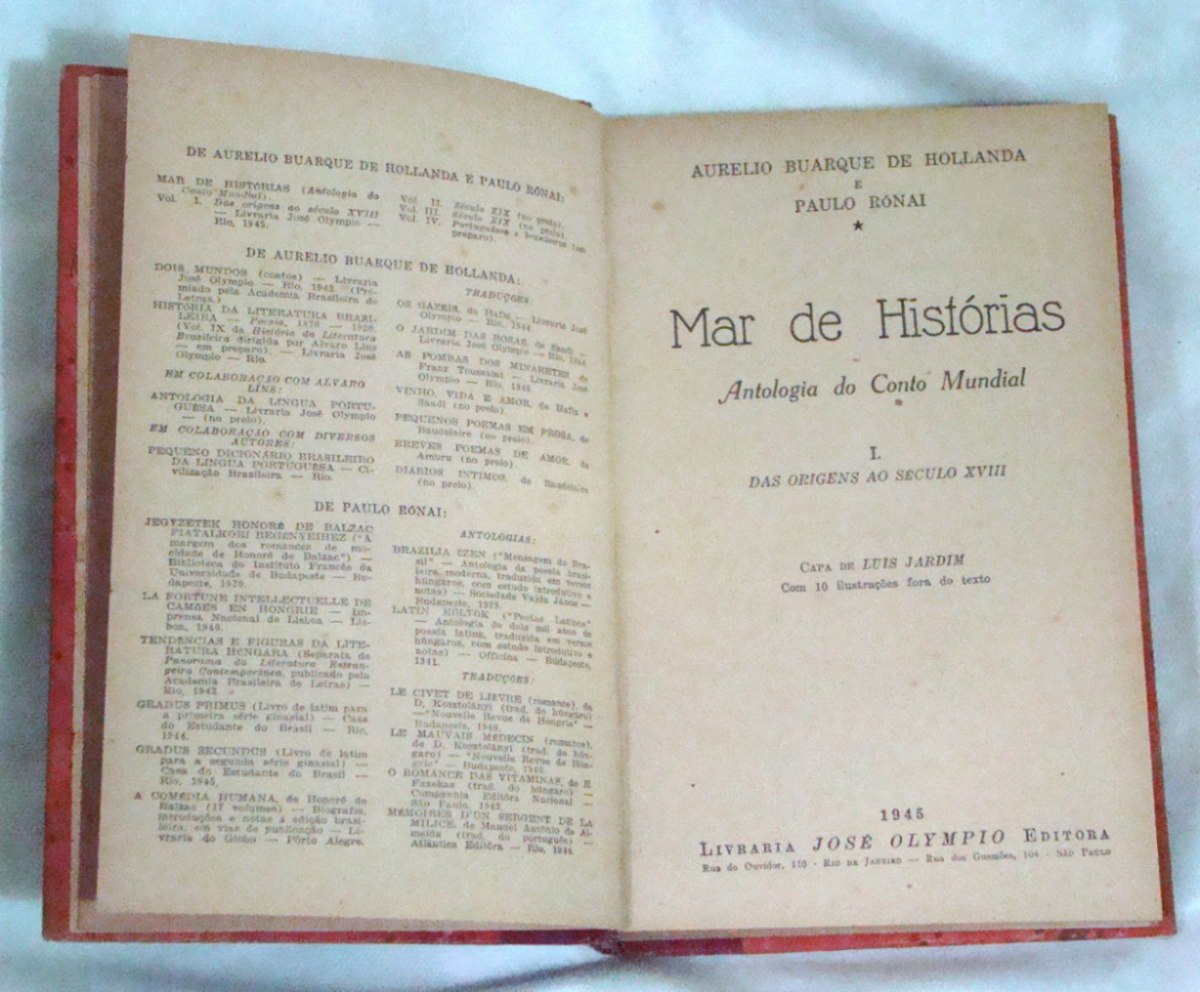 DE AURELIO BUARQUE DE HOLLANDA E PAULO RÓNAI:
MAR DE HISTÓRIAS (Antologia do
Conto Mundial).
Vol. I. Das origens ao século XVIII
— Livraria José Olympio —
Rio, 1945.
Vol. II. Século XIX (no prelo).
Vol. III. Século XIX (no prelo).
Vol. IV. Portuguêses e brasileiros (em
preparo).
DE AURELIO BUARQUE DE HOLLANDA:
DOIS MUNDOS (contos) — Livraria
José Olympio — Rio, 1942. (Pre-
miado pela Academia Brasileira de
Letras.)
HISTÓRIA DA LITERATURA BRASI-
LEIRA — Poesia, 1870 — 1920.
(Vol. IX da História da Literatura
Brasileira dirigida por Alvaro Lins
— em preparo). — Livraria José
Olympio — Rio.
EM COLABORAÇÃO COM ALVARO
LINS:
ANTOLOGIA DA LINGUA PORTU-
GUÊSA — Livraria José Olympio
— (no prelo).
EM COLABORAÇÃO COM DIVERSOS
AUTORES:
PEQUENO DICIONÁRIO BRASILEIRO
DA LINGUA PORTUGUÊSA — Ci-
vilização Brasileira — Rio.
TRADUÇÕES:
OS GAZEIS, de Hafiz — Livraria José
Olympio — Rio, 1944.
O JARDIM DAS ROSAS, de Saadi —
Livraria José Olympio — Rio, 1944.
AS POMBAS DOS MINARETES, de
Franz Toussaint — Livraria José
Olympio — Rio, 1945
VINHO, VIDA E AMOR, de Hafiz e
Saadi (no prelo).
PEQUENOS POEMAS EM PROSA, de
Baudelaire (no prelo).
BREVES POEMAS DE AMOR, de
(no prelo).
DIARIOS INTIMOS, de Baudelaire
(no prelo).
DE PAULO RÓNAI:
JEGYZETEK HONORÉ DE BALZAC
FIATALKORI REGÉNYEIHEZ ("A
margem dos romances de mo-
cidade de Honoré de Balzac") —
Biblioteca do Instituto Francês da
Universidade de Budapeste — Bu-
dapeste, 1930.
LA FORTUNE INTELLECTUELLE DE
CAMÕES EN HONGRIE — Im-
prensa Nacional de Lisboa — Lis-
boa, 1940.
TENDÊNCIAS E FIGURAS DA LITE-
RATURA HÚNGARA (Separata de
Panorama da Literatura Estran-
geira Contemporânea, publicado pela
Academia Brasileira de Letras) —
Rio, 1943.
GRADUS PRIMUS (Livro de latim para
a primeira série ginasial) — Casa
do Estudante do Brasil — Rio,
1944.
GRADUS SECUNDUS (Livro de latim
para a segunda série ginasial) —
Casa do Estudante do Brasil —
Rio, 1945.
A COMÉDIA HUMANA, de Honoré de
Balzac (17 volumes) — Biografia,
introduções e notas à edição brasi-
leira, em vias de publicação — Li-
vraria do Globo — Pôrto Alegre.
ANTOLOGIAS:
BRAZILIA ÜZEN ("Mensagem do Bra-
sil" — Antologia da poesia brasi-
leira moderna, traduzida em versos
húngaros, com estudo introdutivo e
notas) — Sociedade Vajda János —
Budapeste, 1939.
LATIN KÖLTŐK ("Poetas Latinos"
— Antologia de dois mil anos de
poesia latina, traduzida em versos
húngaros, com estudo introdutivo e
notas) — Officina — Budapeste,
1941.
TRADUÇÕES:
LE CIVET DE LIÈVRE (romance), de
D. Kosztolányi (trad. do húngaro)
— "Nouvelle Revue de Hongrie" —
Budapeste, 1940.
LE MAUVAIS MÉDECIN (romance),
de D. Kosztolányi (trad. do hún-
garo) — "Nouvelle Revue de Hon-
grie" — Budapeste, 1940.
O ROMANCE DAS VITAMINAS, de E.
Fazekas (trad. do húngaro) —
Companhia Editôra Nacional —
São Paulo, 1942.
MÉMOIRES D'UN SERGENT DE LA
MILICE, de Manuel Antônio de Al-
meida (trad. do português) —
Atlântica Editôra — Rio, 1944
AURELIO BUARQUE DE HOLLANDA
E
PAULO RÓNAI
★
Mar de Histórias
Antologia do Conto Mundial
I.
DAS ORIGENS AO SÉCULO XVIII
CAPA DE LUIS JARDIM
Com 10 ilustrações fora do texto
1945
LIVRARIA JOSÉ OLYMPIO EDITORA
Rua do Ouvidor, 110 - RIO DE JANEIRO — RUA DOS GUSMÕES, 104 - SÃO PAULO